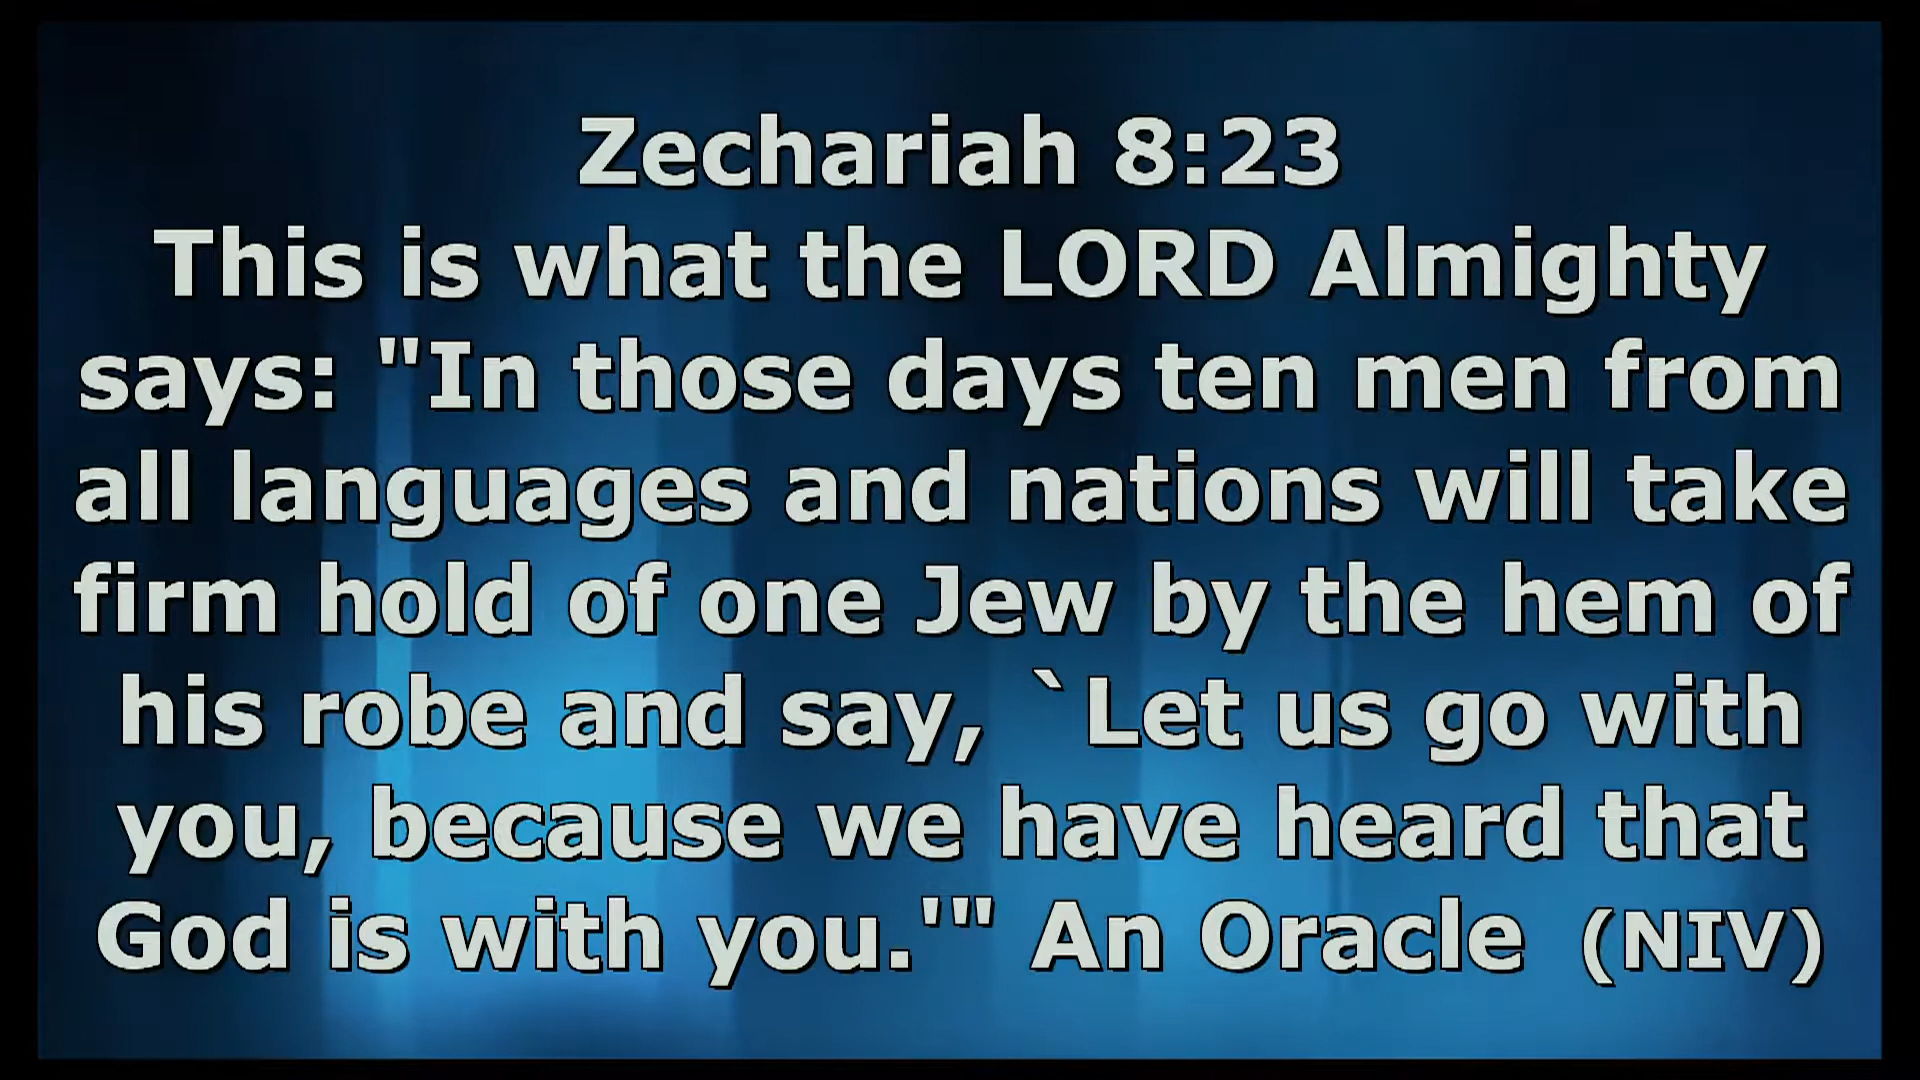 Zechariah 8:23
This is what the LORD Almighty
says: "In those days ten men from
all languages and nations will take
firm hold of one Jew by the hem of
his robe and say, `Let us go with
you, because we have heard that
God is with you.'" An Oracle (NIV)